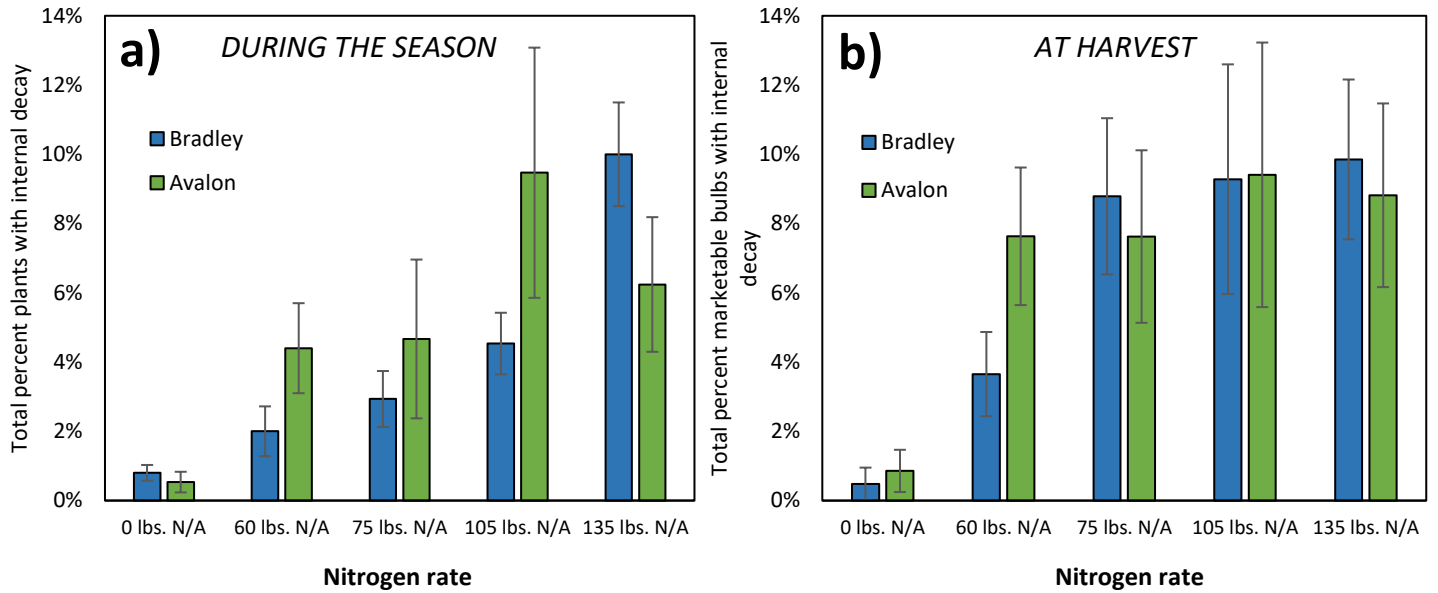 a) DURING THE SEASON
Total percent plants with internal decay
14%
12%
10%
8%
6%
4%
2%
0%
Bradley
Avalon
0 lbs. N/A 60 lbs. N/A 75 lbs. N/A 105 lbs. N/A 135 lbs. N/A
Nitrogen rate
b) AT HARVEST
Total percent marketable bulbs with internal
decay
14%
12%
10%
8%
6%
4%
2%
0%
Bradley
Avalon
0 lbs. N/A 60 lbs. N/A 75 lbs. N/A 105 lbs. N/A 135 lbs. N/A
Nitrogen rate